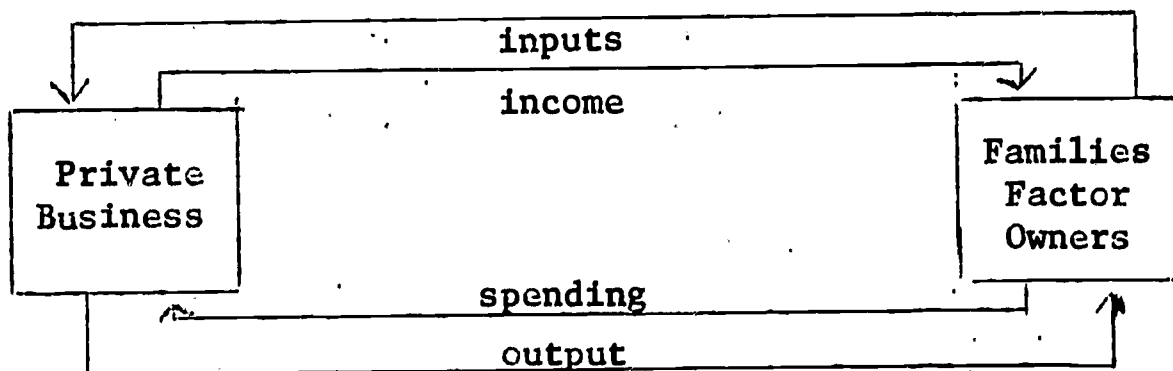 inputs
income
Private
Business
Families
Factor
Owners
spending
output